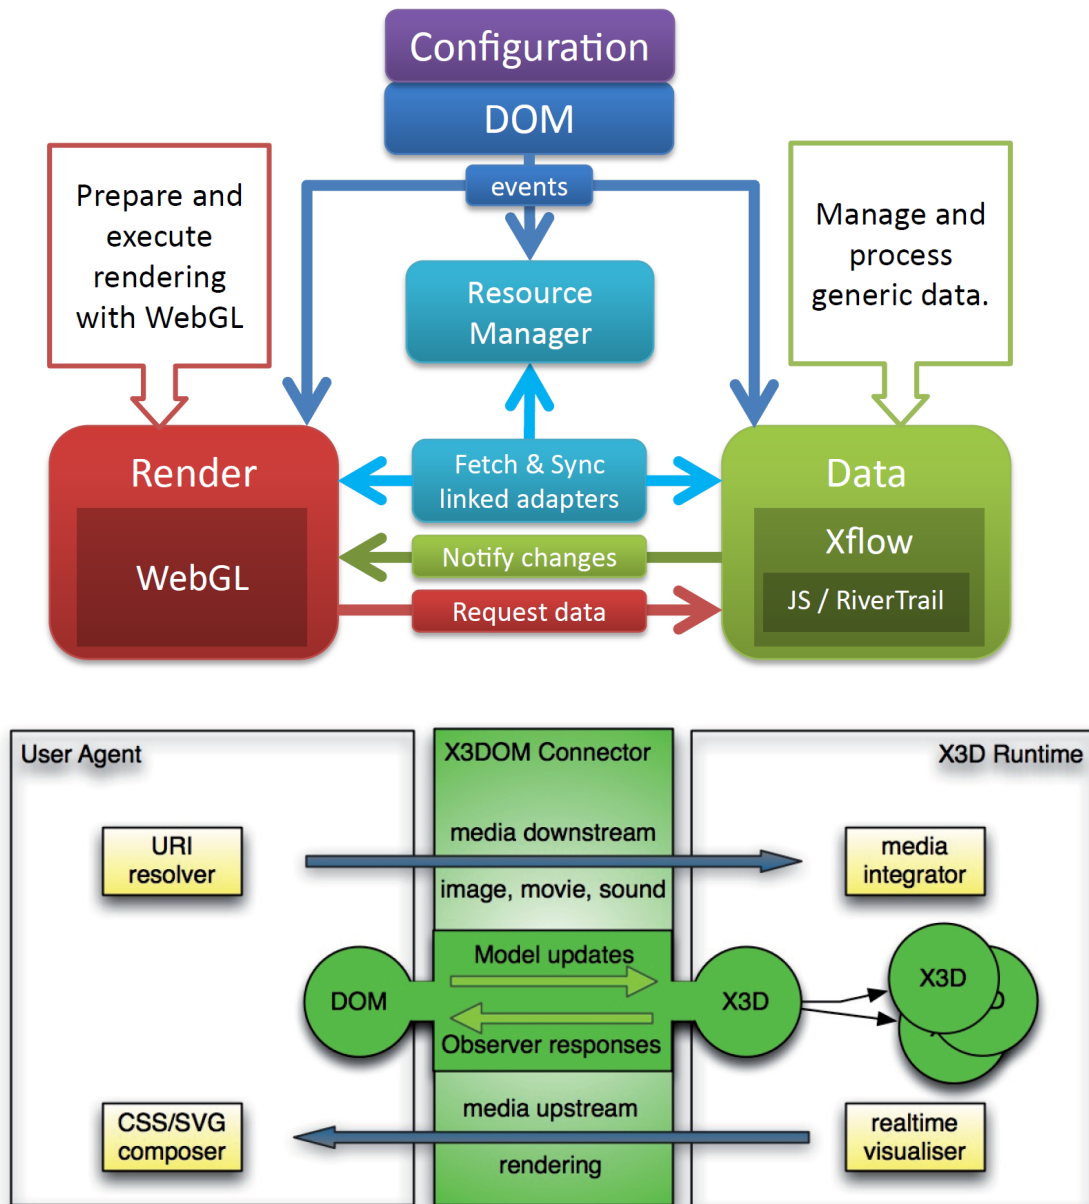 Configuration
DOM
events
Prepare and
execute
rendering
with WebGL
Manage and
process
generic data.
Resource
Manager
Render
WebGL
Fetch & Sync
linked adapters
Notify changes
Request data
Data
Xflow
JS / RiverTrail
User Agent
X3DOM Connector
X3D Runtime
URI
resolver
media downstream
image, movie, sound
media
integrator
DOM
Model updates
Observer responses
X3D
X3D
CSS/SVG
composer
media upstream
rendering
realtime
visualiser